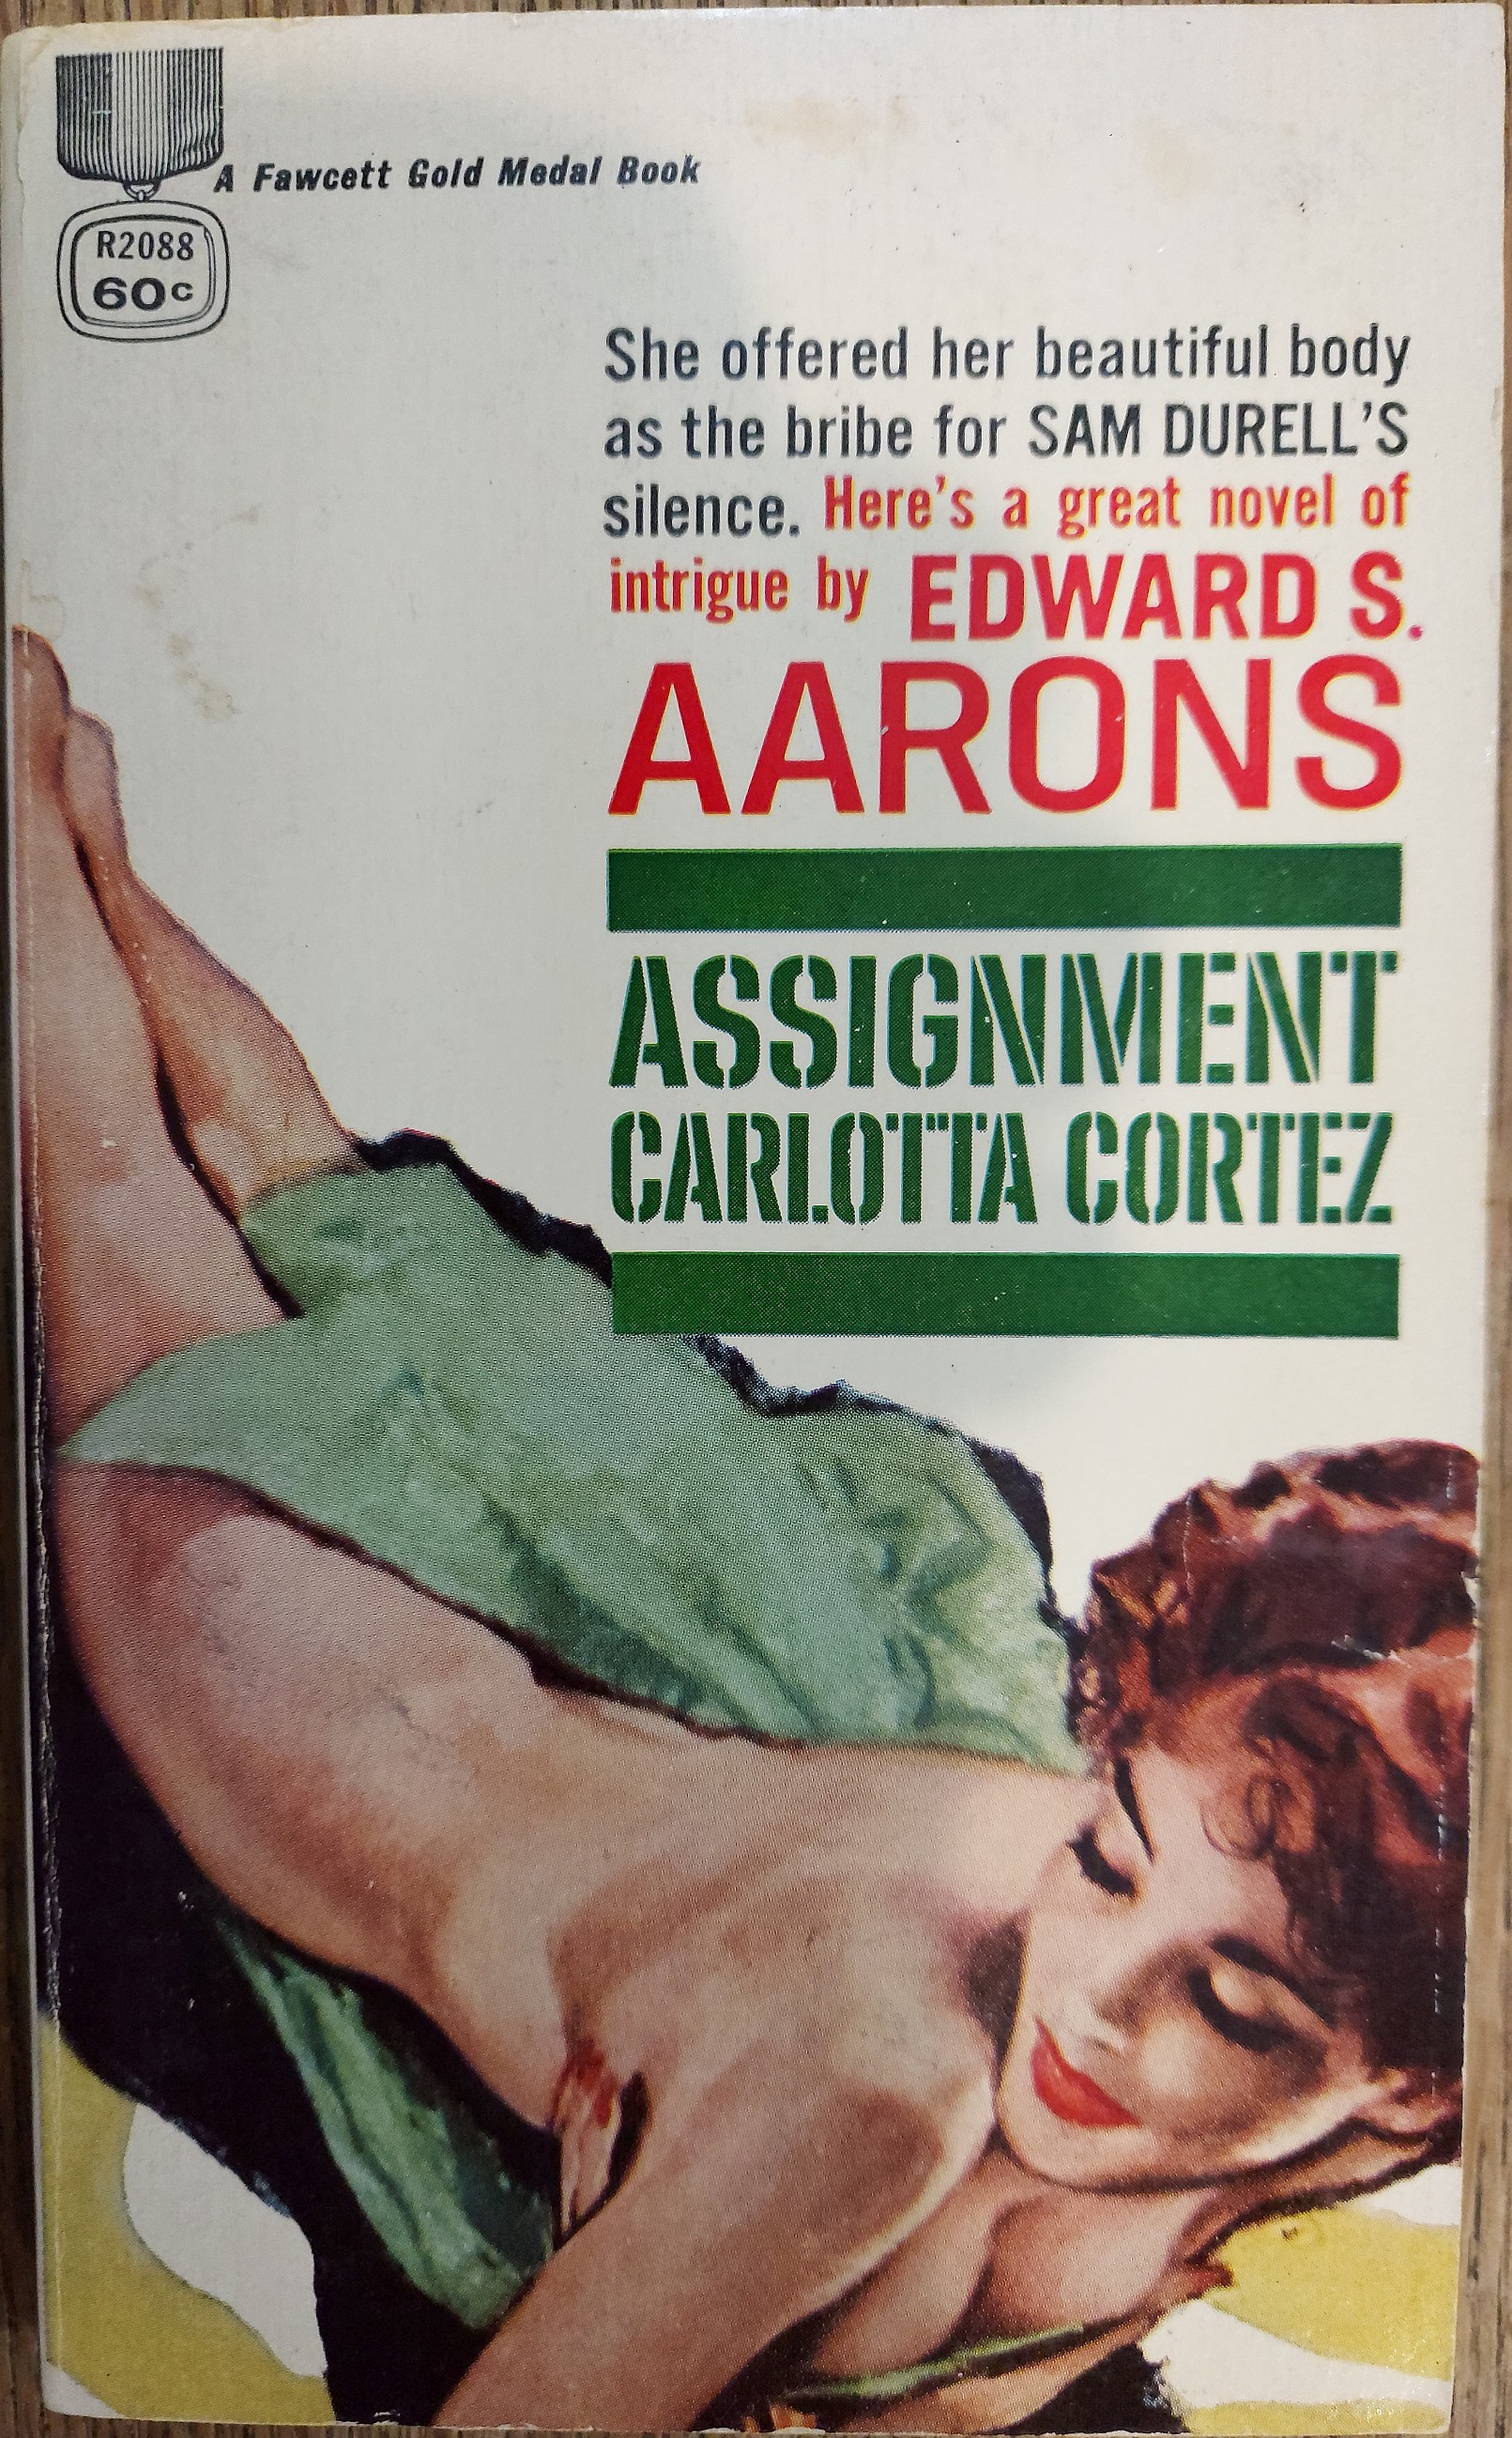 A Fawcett Gold Medal Book
R2088
60c
She offered her beautiful body
as the bribe for SAM DURELL'S
silence. Here's a great novel of
intrigue by EDWARD S.
AARONS
ASSIGNMENT
CARLOTTA CORTEZ